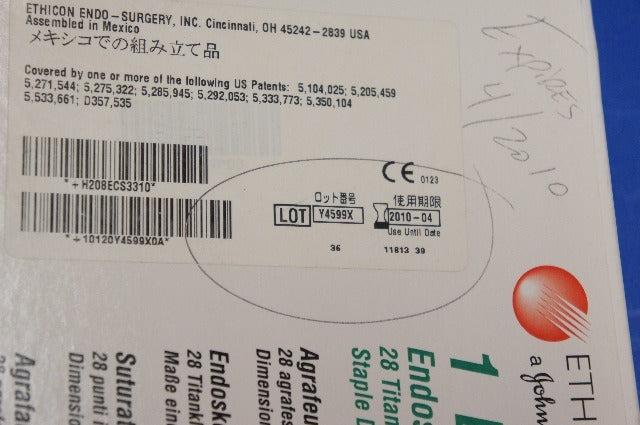 ETHICON ENDO-SURGERY, INC. Cincinnati, OH 45242-2839 USA
Assembled in Mexico
メキシコでの組み立て品
Covered by one or more of the following US Patents: 5,104,025; 5,205,459
5,271,544; 5,275,322; 5,285,945; 5,292,053; 5,333,773; 5,350,104
5,533,661; D357,535
EXPIRES
4/2010
*+H208ECS3310*
*+10120Y4599X0A*
CE 0123
ロット番号
LOT Y4599X
使用期限
2010-04
Use Until Date
36
11813 39
ETH
a John
1
Endos
28 Titan
Staple D
Agrafeu
28 agrafes
Dimension
Endosk
28 Titank
Maße eine
Suturat
28 punti i
Dimens
Agrafa